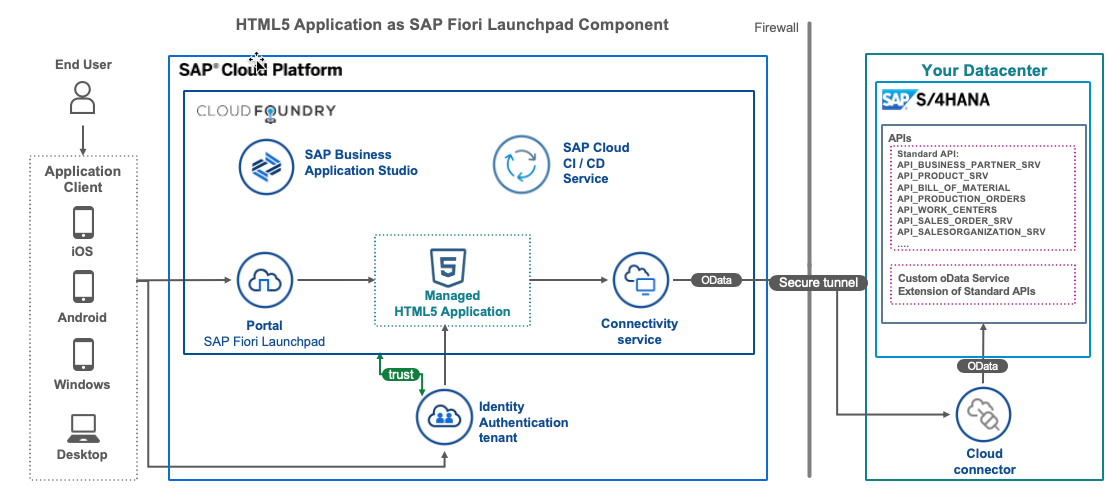 HTML5 Application as SAP Fiori Launchpad Component
Firewall
End User
Application
Client
iOS
Android
Windows
Desktop
SAP® Cloud Platform
CLOUD FOUNDRY
SAP Business
Application Studio
SAP Cloud
CI / CD
Service
Portal
SAP Fiori Launchpad
5
Managed
HTML5 Application
Connectivity
service
OData
Secure tunnel
trust
Identity
Authentication
tenant
Your Datacenter
SAP S/4HANA
APIs
Standard API:
API_BUSINESS_PARTNER_SRV
API_PRODUCT_SRV
API_BILL_OF_MATERIAL
API_PRODUCTION_ORDERS
API_WORK_CENTERS
API_SALES_ORDER_SRV
API_SALESORGANIZATION_SRV
....
Custom oData Service
Extension of Standard APIs
OData
Cloud
connector